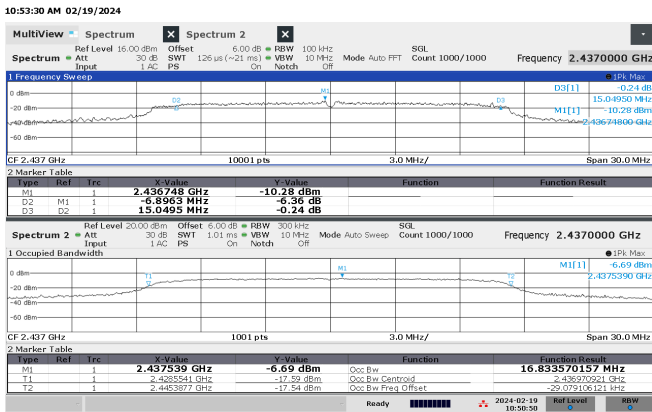 10:53:30 AM 02/19/2024
MultiView Spectrum X Spectrum 2 X
Ref Level 16.00 dBm Offset 6.00 dB RBW 100 kHz SGL
Spectrum Att 30 dB SWT 126 µs (~21 ms) VBW 10 MHz Mode Auto FFT Count 1000/1000 Frequency 2.4370000 GHz
Input 1 AC PS On Notch Off
1 Frequency Sweep 1Pk Max
D3[1] -0.24 dB
15.04950 MHz
M1[1] -10.28 dBm
2.43674800 GHz
0 dBm
-20 dBm
-40 dBm
-60 dBm
D2
M1
D3
CF 2.437 GHz 10001 pts 3.0 MHz/ Span 30.0 MHz
2 Marker Table
Type Ref Trc X-Value Y-Value Function Function Result
M1 1 2.436748 GHz -10.28 dBm
D2 M1 1 -6.8963 MHz -6.36 dB
D3 D2 1 15.0495 MHz -0.24 dB
Ref Level 20.00 dBm Offset 6.00 dB RBW 300 kHz SGL
Spectrum 2 Att 30 dB SWT 1.01 ms VBW 10 MHz Mode Auto Sweep Count 1000/1000 Frequency 2.4370000 GHz
Input 1 AC PS On Notch Off
1 Occupied Bandwidth 1Pk Max
M1[1] -6.69 dBm
2.4375390 GHz
0 dBm
-20 dBm
-40 dBm
-60 dBm
T1
M1
T2
CF 2.437 GHz 1001 pts 3.0 MHz/ Span 30.0 MHz
2 Marker Table
Type Ref Trc X-Value Y-Value Function Function Result
M1 1 2.437539 GHz -6.69 dBm Occ Bw 16.833570157 MHz
T1 1 2.4285541 GHz -17.59 dBm Occ Bw Centroid 2.436970921 GHz
T2 1 2.4453877 GHz -17.54 dBm Occ Bw Freq Offset -29.079106121 kHz
Ready 2024-02-19 Ref Level RBW
10:50:50